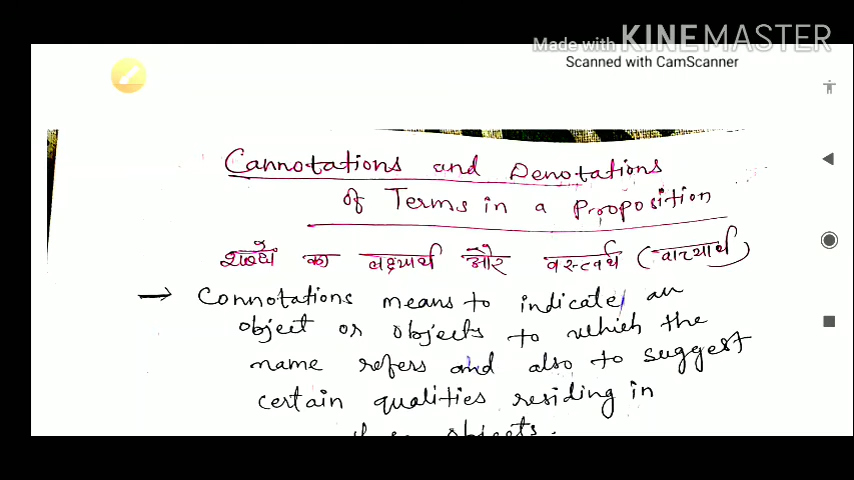 Made with KINEMASTER
Scanned with CamScanner
Cannotations and Denotations
of Terms in a Proposition
का लक्ष्यार्थ और वस्त्वर्थ (वाच्यार्थ)
→ Connotations means to indicate an
object or objects to which the
name refers and also to suggest
certain qualities residing in
objects.